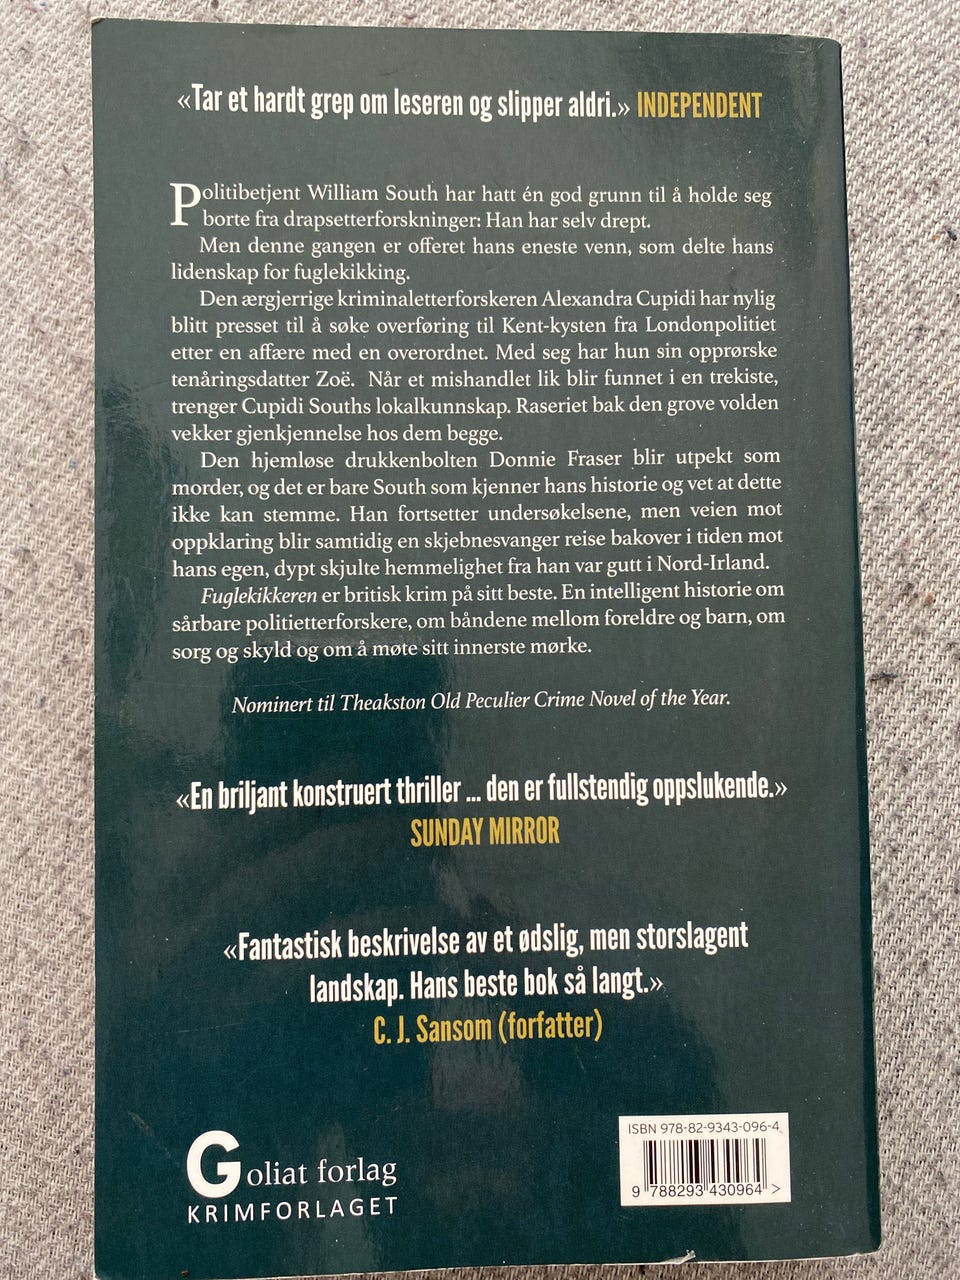 «Tar et hardt grep om leseren og slipper aldri.» INDEPENDENT
Politibetjent William South har hatt én god grunn til å holde seg
borte fra drapsetterforskninger: Han har selv drept.
Men denne gangen er offeret hans eneste venn, som delte hans
lidenskap for fuglekikking.
Den ærgjerrige kriminaletterforskeren Alexandra Cupidi har nylig
blitt presset til å søke overføring til Kent-kysten fra Londonpolitiet
etter en affære med en overordnet. Med seg har hun sin opprørske
tenåringsdatter Zoë. Når et mishandlet lik blir funnet i en trekiste,
trenger Cupidi Souths lokalkunnskap. Raseriet bak den grove volden
vekker gjenkjennelse hos dem begge.
Den hjemløse drukkenbolten Donnie Fraser blir utpekt som
morder, og det er bare South som kjenner hans historie og vet at dette
ikke kan stemme. Han fortsetter undersøkelsene, men veien mot
oppklaring blir samtidig en skjebnesvanger reise bakover i tiden mot
hans egen, dypt skjulte hemmelighet fra han var gutt i Nord-Irland.
Fuglekikkeren er britisk krim på sitt beste. En intelligent historie om
sårbare politietterforskere, om båndene mellom foreldre og barn, om
sorg og skyld og om å møte sitt innerste mørke.
Nominert til Theakston Old Peculier Crime Novel of the Year.
«En briljant konstruert thriller ... den er fullstendig oppslukende.»
SUNDAY MIRROR
«Fantastisk beskrivelse av et ødslig, men storslagent
landskap. Hans beste bok så langt.»
C. J. Sansom (forfatter)
Goliat forlag
KRIMFORLAGET
ISBN 978-82-9343-096-4
9 788293 430964 >